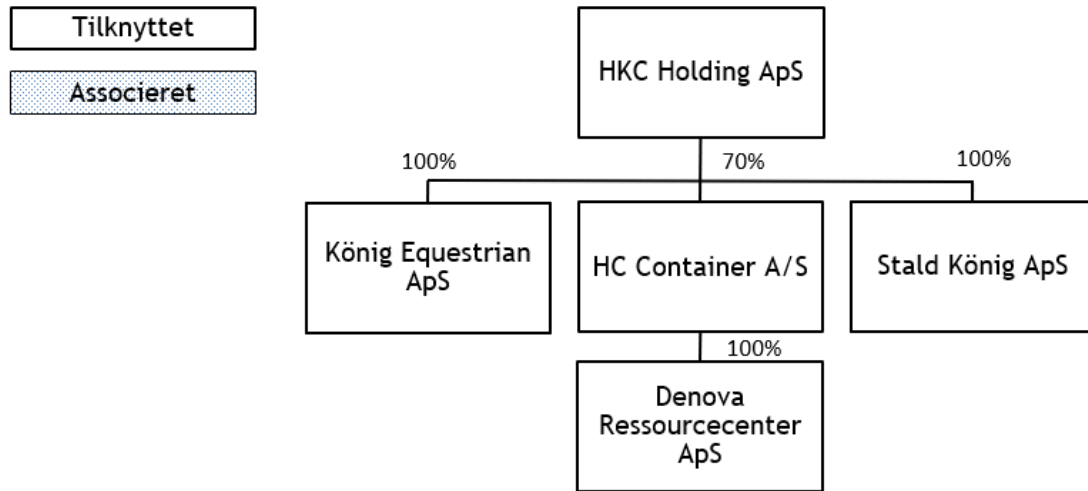 Tilknyttet
Associeret
HKC Holding ApS
100%
70%
100%
König Equestrian
ApS
HC Container A/S
Stald König ApS
100%
Denova
Ressourcecenter
ApS